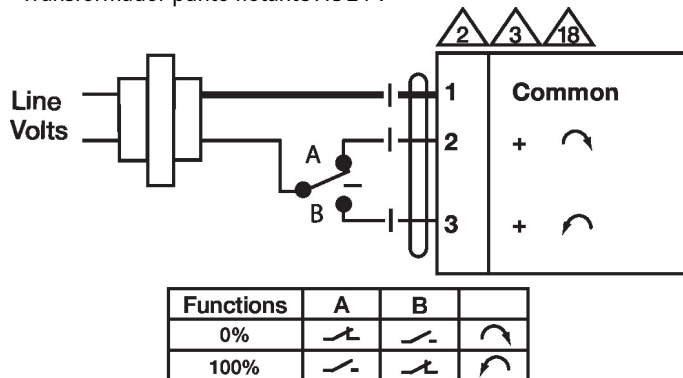 2 3 18
Line
Volts
1 Common
A
2 +
B
3 +
Functions A B
0%
100%